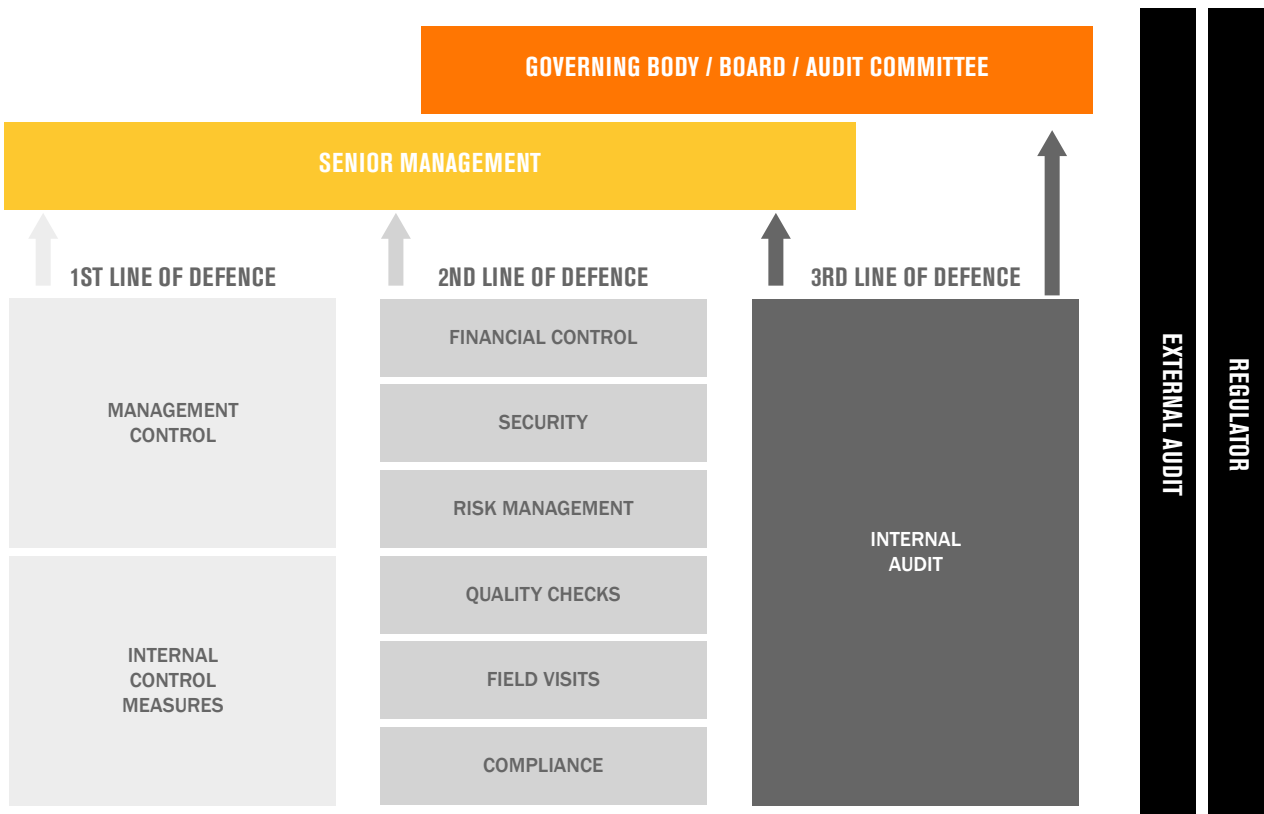 GOVERNING BODY / BOARD / AUDIT COMMITTEE
SENIOR MANAGEMENT
1ST LINE OF DEFENCE
MANAGEMENT
CONTROL
INTERNAL
CONTROL
MEASURES
2ND LINE OF DEFENCE
FINANCIAL CONTROL
SECURITY
RISK MANAGEMENT
QUALITY CHECKS
FIELD VISITS
COMPLIANCE
3RD LINE OF DEFENCE
INTERNAL
AUDIT
EXTERNAL AUDIT
REGULATOR